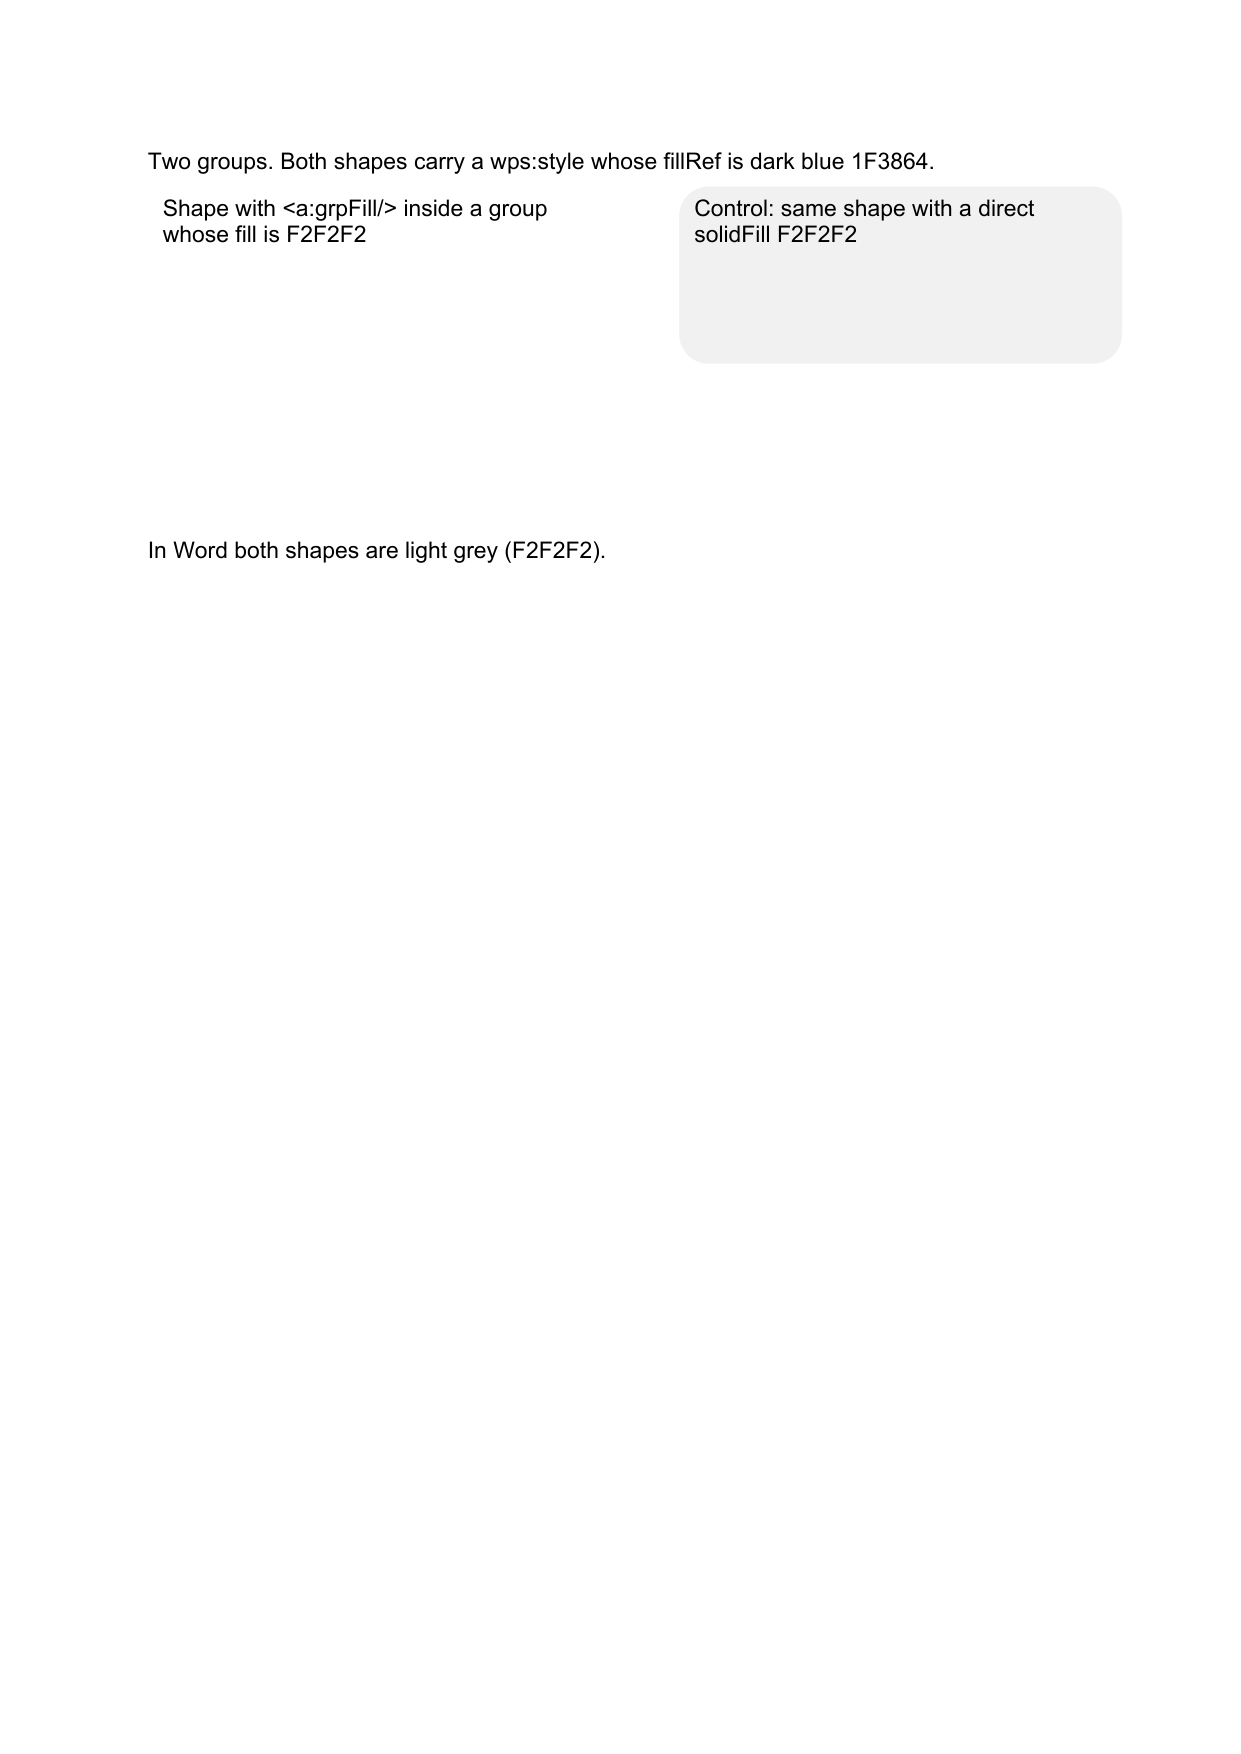 Two groups. Both shapes carry a wps:style whose fillRef is dark blue 1F3864.
Shape with <a:grpFill/> inside a group
whose fill is F2F2F2
Control: same shape with a direct
solidFill F2F2F2
In Word both shapes are light grey (F2F2F2).